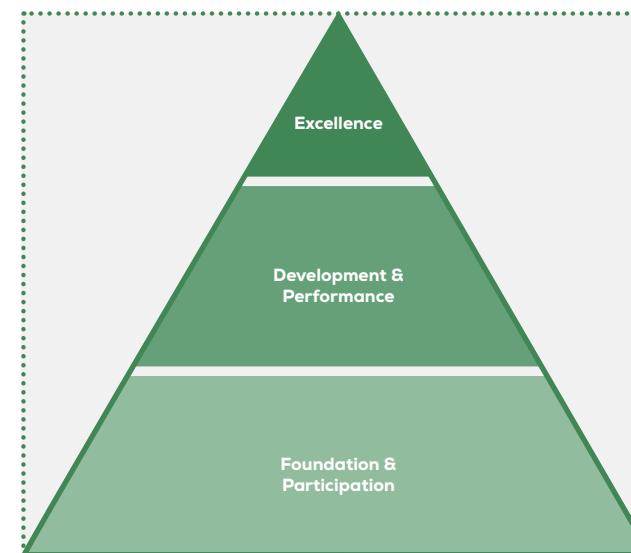 Excellence
Development &
Performance
Foundation &
Participation